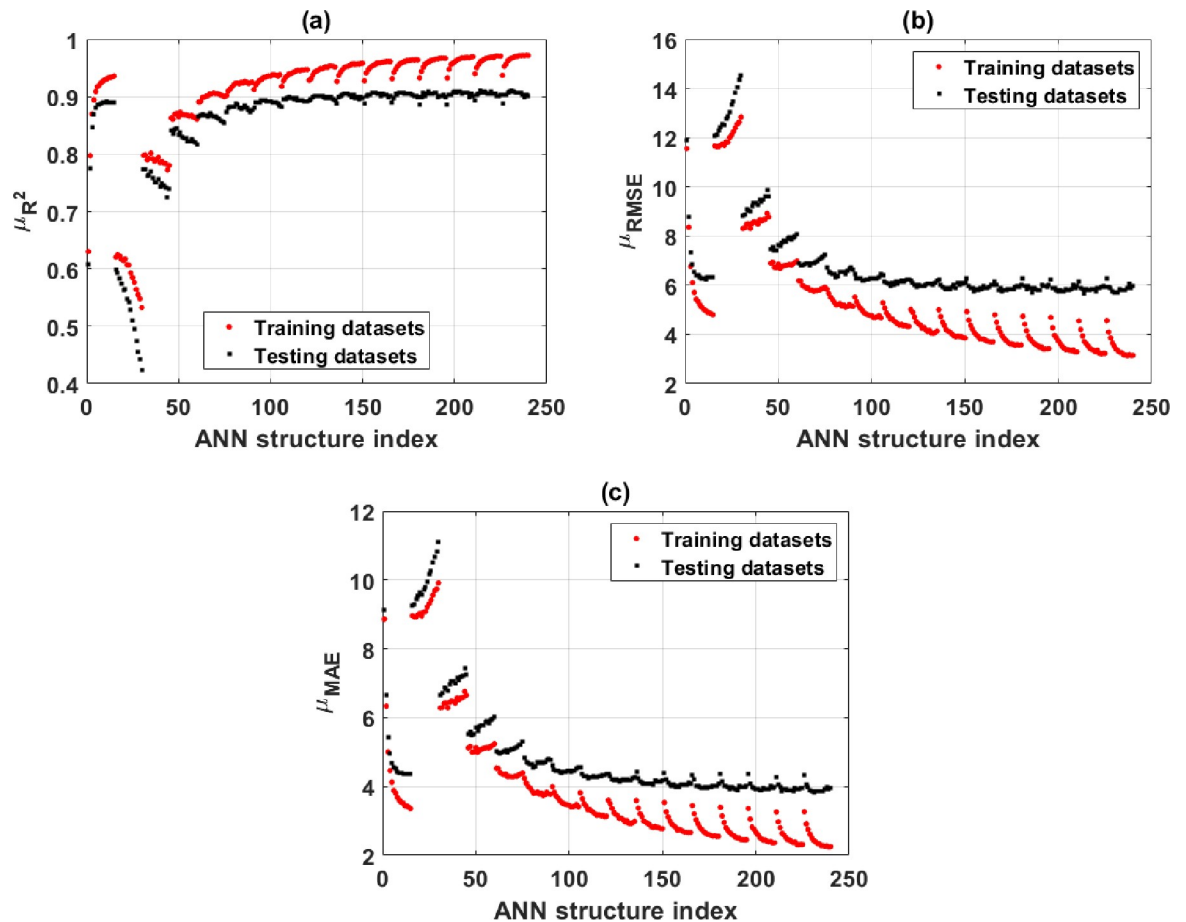 (a)
1
0.9
0.8
0.7
0.6
0.5
0.4
μR²
0 50 100 150 200 250
ANN structure index
Training datasets
Testing datasets
(b)
16
14
12
10
8
6
4
2
μRMSE
0 50 100 150 200 250
ANN structure index
Training datasets
Testing datasets
(c)
12
10
8
6
4
2
μMAE
0 50 100 150 200 250
ANN structure index
Training datasets
Testing datasets